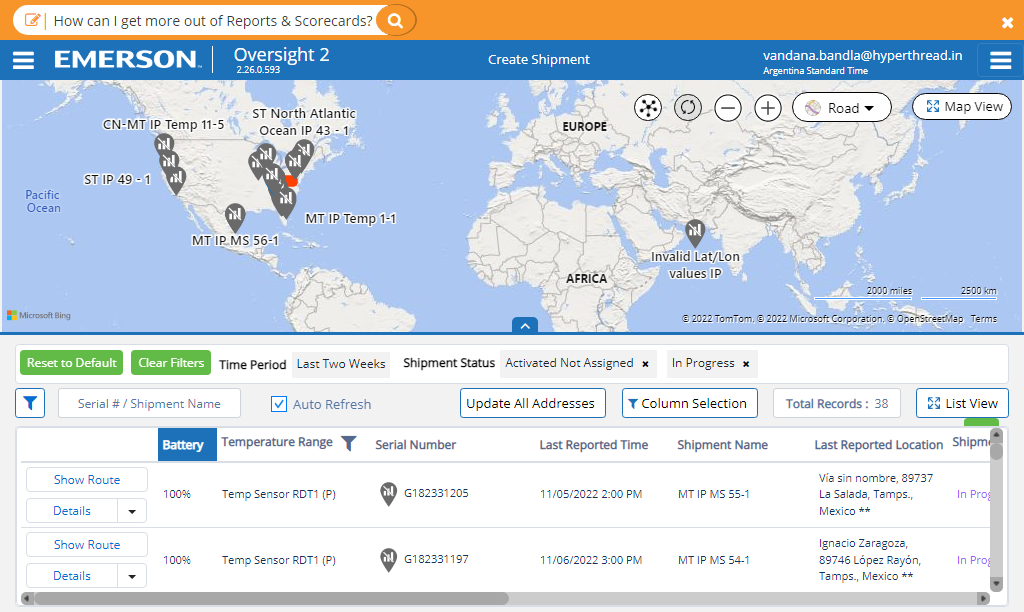 How can I get more out of Reports & Scorecards?
EMERSON
Oversight 2
2.26.0.593
Create Shipment
vandana.bandla@hyperthread.in
Argentina Standard Time
CN-MT IP Temp 11-5
ST North Atlantic
Ocean IP 43 - 1
ST IP 49 - 1
MT IP Temp 1-1
MT IP MS 56-1
Pacific
Ocean
EUROPE
AFRICA
Invalid Lat/Lon
values IP
Road
Map View
2000 miles
2500 km
Microsoft Bing
© 2022 TomTom, © 2022 Microsoft Corporation, © OpenStreetMap Terms
Reset to Default
Clear Filters
Time Period
Last Two Weeks
Shipment Status
Activated Not Assigned ×
In Progress ×
Serial # / Shipment Name
Auto Refresh
Update All Addresses
Column Selection
Total Records : 38
List View
Battery
Temperature Range
Serial Number
Last Reported Time
Shipment Name
Last Reported Location
Shipme
Show Route
Details
100%
Temp Sensor RDT1 (P)
G182331205
11/05/2022 2:00 PM
MT IP MS 55-1
Vía sin nombre, 89737
La Salada, Tamps.,
Mexico **
In Prog
Show Route
Details
100%
Temp Sensor RDT1 (P)
G182331197
11/06/2022 3:00 PM
MT IP MS 54-1
Ignacio Zaragoza,
89746 López Rayón,
Tamps., Mexico **
In Prog